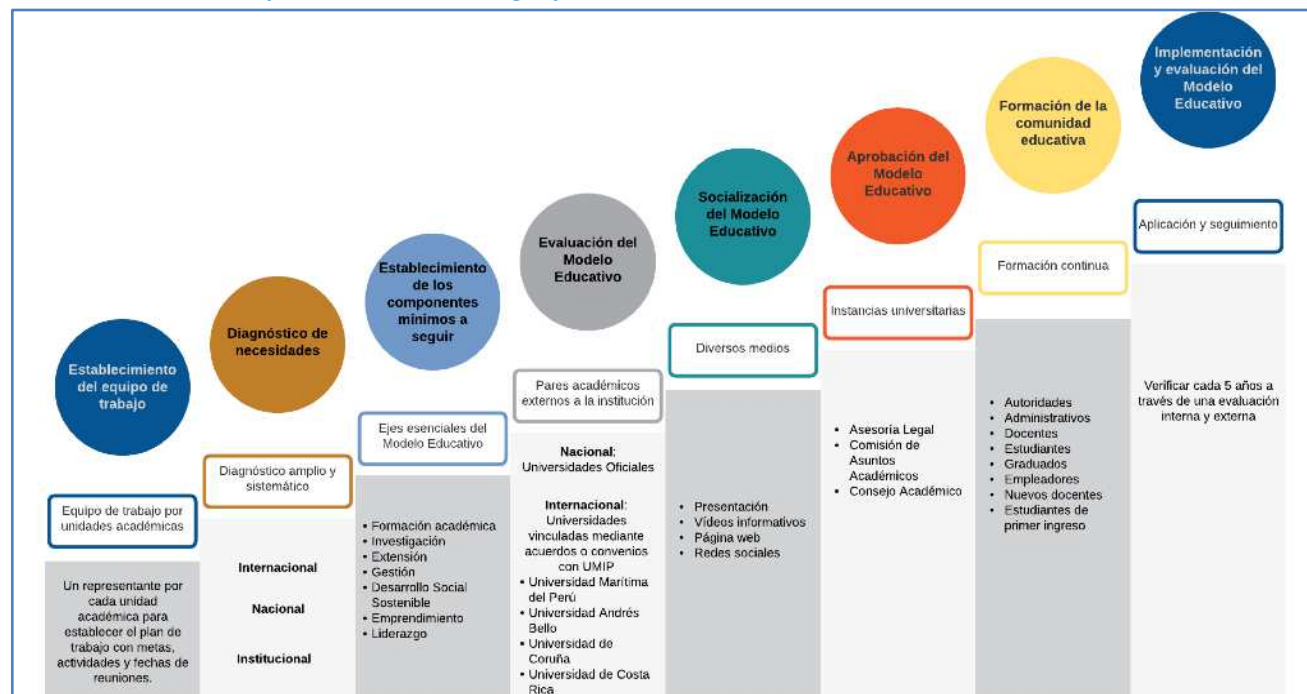 Establecimiento
del equipo de
trabajo
Equipo de trabajo por
unidades académicas
Un representante por
cada unidad
académica para
establecer el plan de
trabajo con metas,
actividades y fechas de
reuniones.
Diagnóstico de
necesidades
Diagnóstico amplio y
sistemático
Internacional
Nacional
Institucional
Establecimiento
de los
componentes
mínimos a
seguir
Ejes esenciales del
Modelo Educativo
• Formación académica
• Investigación
• Extensión
• Gestión
• Desarrollo Social
Sostenible
• Emprendimiento
• Liderazgo
Evaluación del
Modelo
Educativo
Pares académicos
externos a la institución
Nacional:
Universidades Oficiales
Internacional:
Universidades
vinculadas mediante
acuerdos o convenios
con UMIP
• Universidad Marítima
del Perú
• Universidad Andrés
Bello
• Universidad de
Coruña
• Universidad de Costa
Rica
Socialización
del Modelo
Educativo
Diversos medios
• Presentación
• Vídeos informativos
• Página web
• Redes sociales
Aprobación del
Modelo
Educativo
Instancias universitarias
• Asesoría Legal
• Comisión de
Asuntos
Académicos
• Consejo Académico
Formación de la
comunidad
educativa
Formación continua
• Autoridades
• Administrativos
• Docentes
• Estudiantes
• Graduados
• Empleadores
• Nuevos docentes
• Estudiantes de
primer ingreso
Implementación
y evaluación del
Modelo
Educativo
Aplicación y seguimiento
Verificar cada 5 años a
través de una evaluación
interna y externa